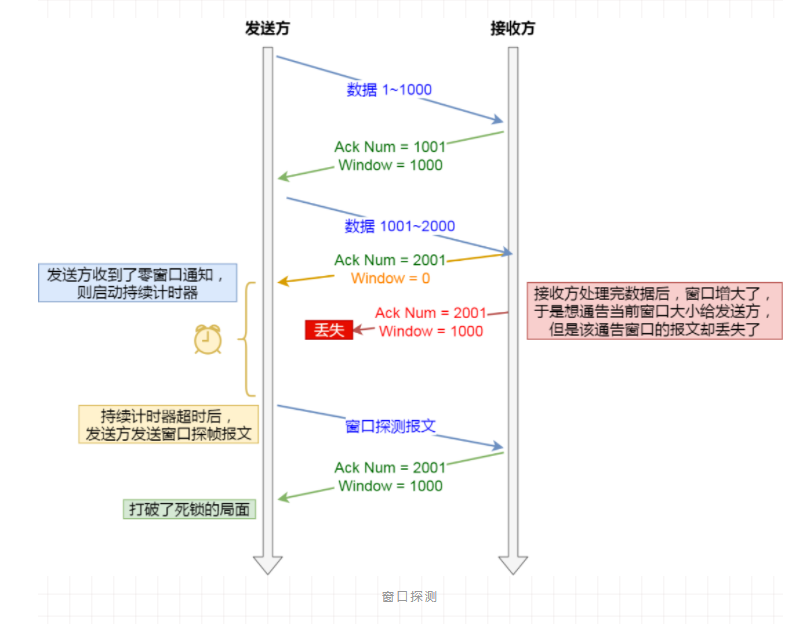 发送方
接收方
数据 1~1000
Ack Num = 1001
Window = 1000
数据 1001~2000
发送方收到了零窗口通知，
则启动持续计时器
Ack Num = 2001
Window = 0
接收方处理完数据后，窗口增大了，
于是想通告当前窗口大小给发送方，
但是该通告窗口的报文却丢失了
Ack Num = 2001
Window = 1000
丢失
持续计时器超时后，
发送方发送窗口探帧报文
窗口探测报文
Ack Num = 2001
Window = 1000
打破了死锁的局面
窗口探测